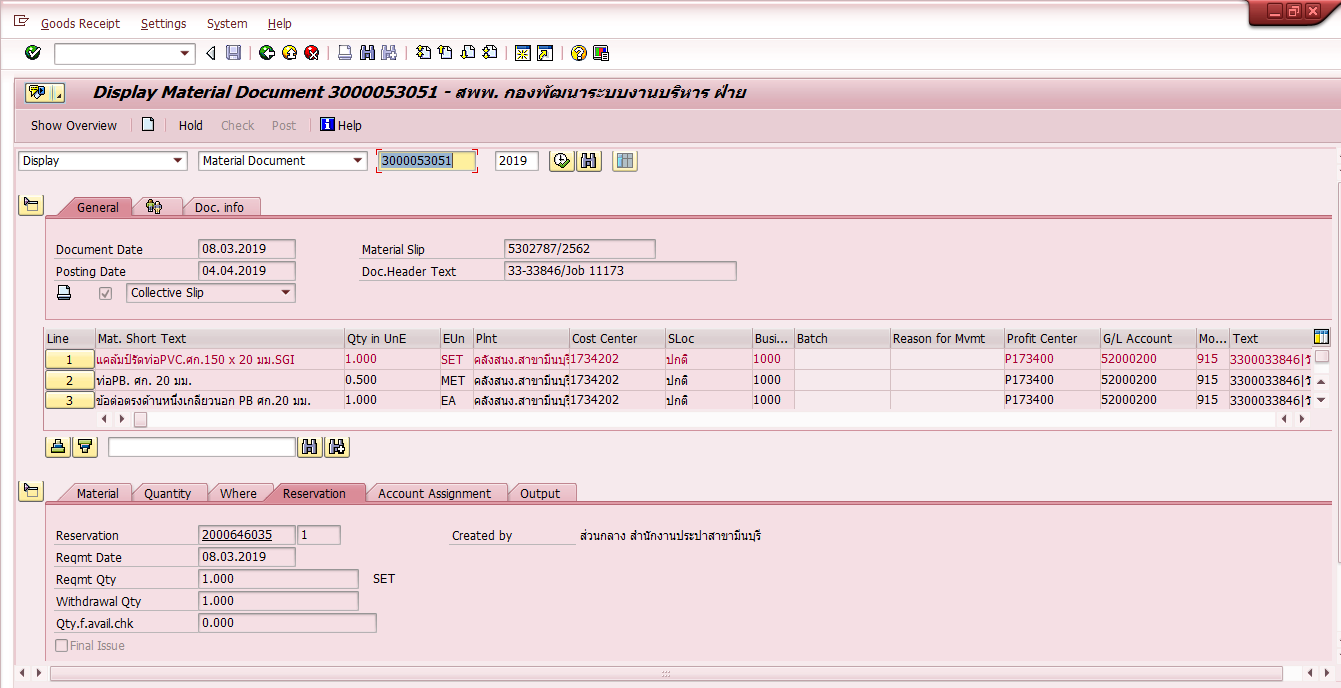 Goods Receipt Settings System Help
Display Material Document 3000053051 - สพพ. กองพัฒนาระบบงานบริหาร ฝ่าย
Show Overview Hold Check Post Help
Display Material Document 3000053051 2019
General Doc. info
Document Date 08.03.2019 Material Slip 5302787/2562
Posting Date 04.04.2019 Doc.Header Text 33-33846/Job 11173
Collective Slip
Line Mat. Short Text Qty in UnE EUn Plnt Cost Center SLoc Busi... Batch Reason for Mvmt Profit Center G/L Account Mo... Text
1 แคล้มป์รัดท่อPVC.ศก.150 x 20 มม.SGI 1.000 SET คลังสนง.สาขามีนบุรี 1734202 ปกติ 1000 P173400 52000200 915 3300033846|
2 ท่อPB. ศก. 20 มม. 0.500 MET คลังสนง.สาขามีนบุรี 1734202 ปกติ 1000 P173400 52000200 915 3300033846|
3 ข้อต่อตรงด้านหนึ่งเกลียวนอก PB ศก.20 มม. 1.000 EA คลังสนง.สาขามีนบุรี 1734202 ปกติ 1000 P173400 52000200 915 3300033846|
Material Quantity Where Reservation Account Assignment Output
Reservation 2000646035 1 Created by ส่วนกลาง สำนักงานประปาสาขามีนบุรี
Reqmt Date 08.03.2019
Reqmt Qty 1.000 SET
Withdrawal Qty 1.000
Qty.f.avail.chk 0.000
Final Issue